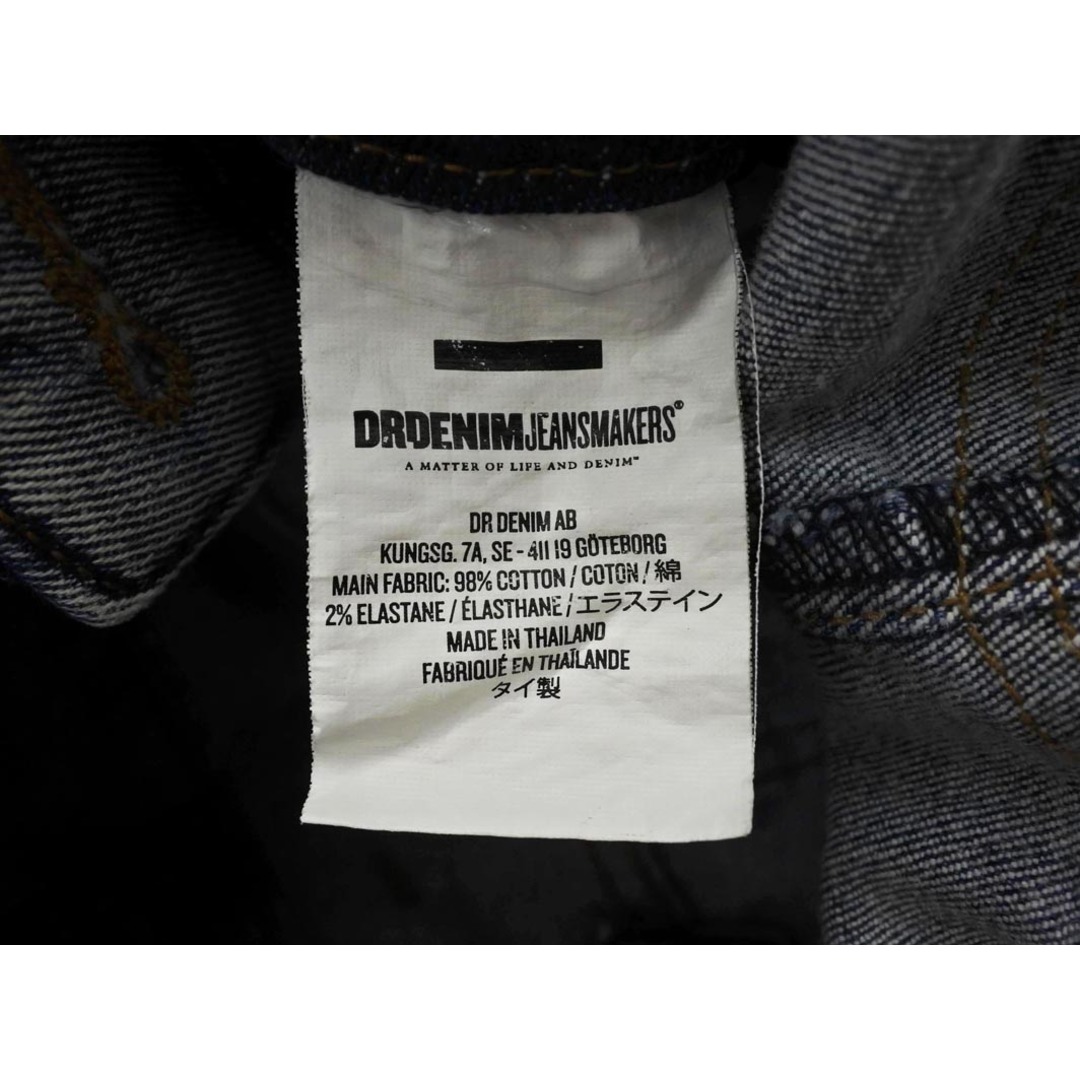 DRDENIMJEANSMAKERS®
A MATTER OF LIFE AND DENIM™
DR DENIM AB
KUNGSG. 7A, SE - 411 19 GÖTEBORG
MAIN FABRIC: 98% COTTON / COTON / 綿
2% ELASTANE / ÉLASTHANE / エラステイン
MADE IN THAILAND
FABRIQUÉ EN THAÏLANDE
タイ製